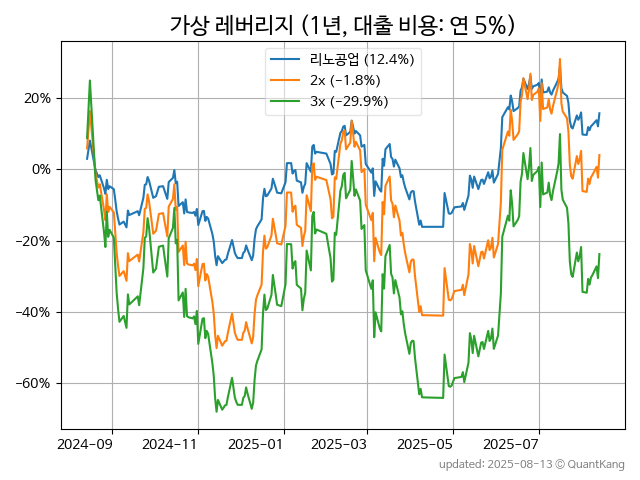 가상 레버리지 (1년, 대출 비용: 연 5%)
리노공업 (12.4%)
2x (−1.8%)
3x (−29.9%)
20%
0%
−20%
−40%
−60%
2024-09 2024-11 2025-01 2025-03 2025-05 2025-07
updated: 2025-08-13 © QuantKang